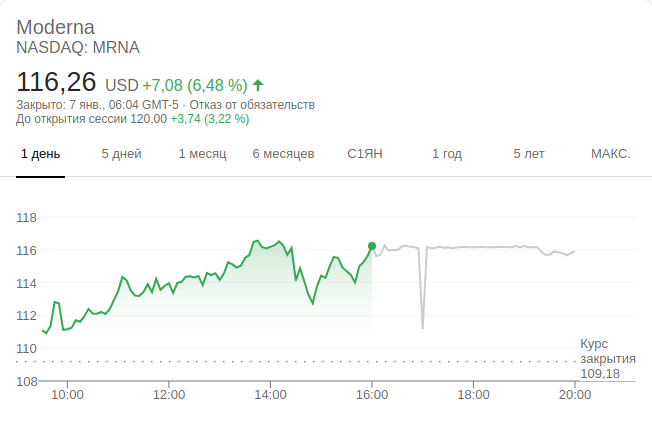 Moderna
NASDAQ: MRNA
116,26 USD +7,08 (6,48 %)
Закрыто: 7 янв., 06:04 GMT-5 · Отказ от обязательств
До открытия сессии 120,00 +3,74 (3,22 %)
1 день 5 дней 1 месяц 6 месяцев С1ЯН 1 год 5 лет МАКС.
118
116
114
112
110
Курс
закрытия
109,18
108
10:00 12:00 14:00 16:00 18:00 20:00